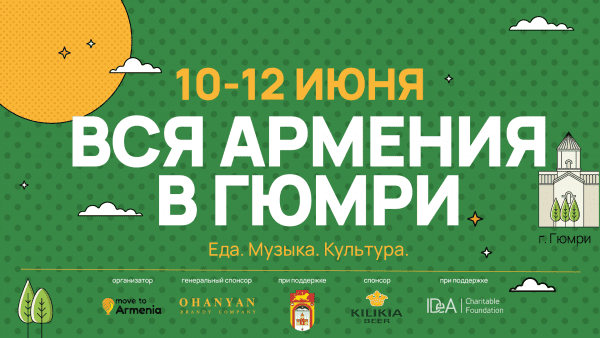 10-12 ИЮНЯ
ВСЯ АРМЕНИЯ
В ГЮМРИ
г. Гюмри
Еда. Музыка. Культура.
организатор
генеральный спонсор
при поддержке
спонсор
при поддержке
move to
Armenia
OHANYAN
BRANDY COMPANY
KILIKIA
BEER
IDeA
Charitable
Foundation